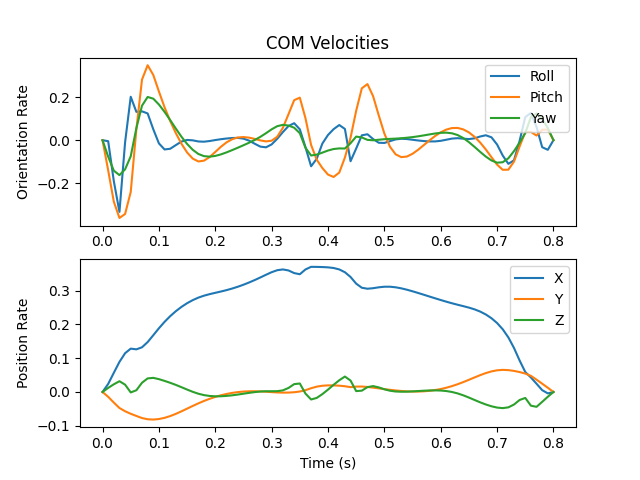 COM Velocities
Orientation Rate
0.2
0.0
−0.2
Roll
Pitch
Yaw
0.0 0.1 0.2 0.3 0.4 0.5 0.6 0.7 0.8
Position Rate
0.3
0.2
0.1
0.0
−0.1
X
Y
Z
0.0 0.1 0.2 0.3 0.4 0.5 0.6 0.7 0.8
Time (s)